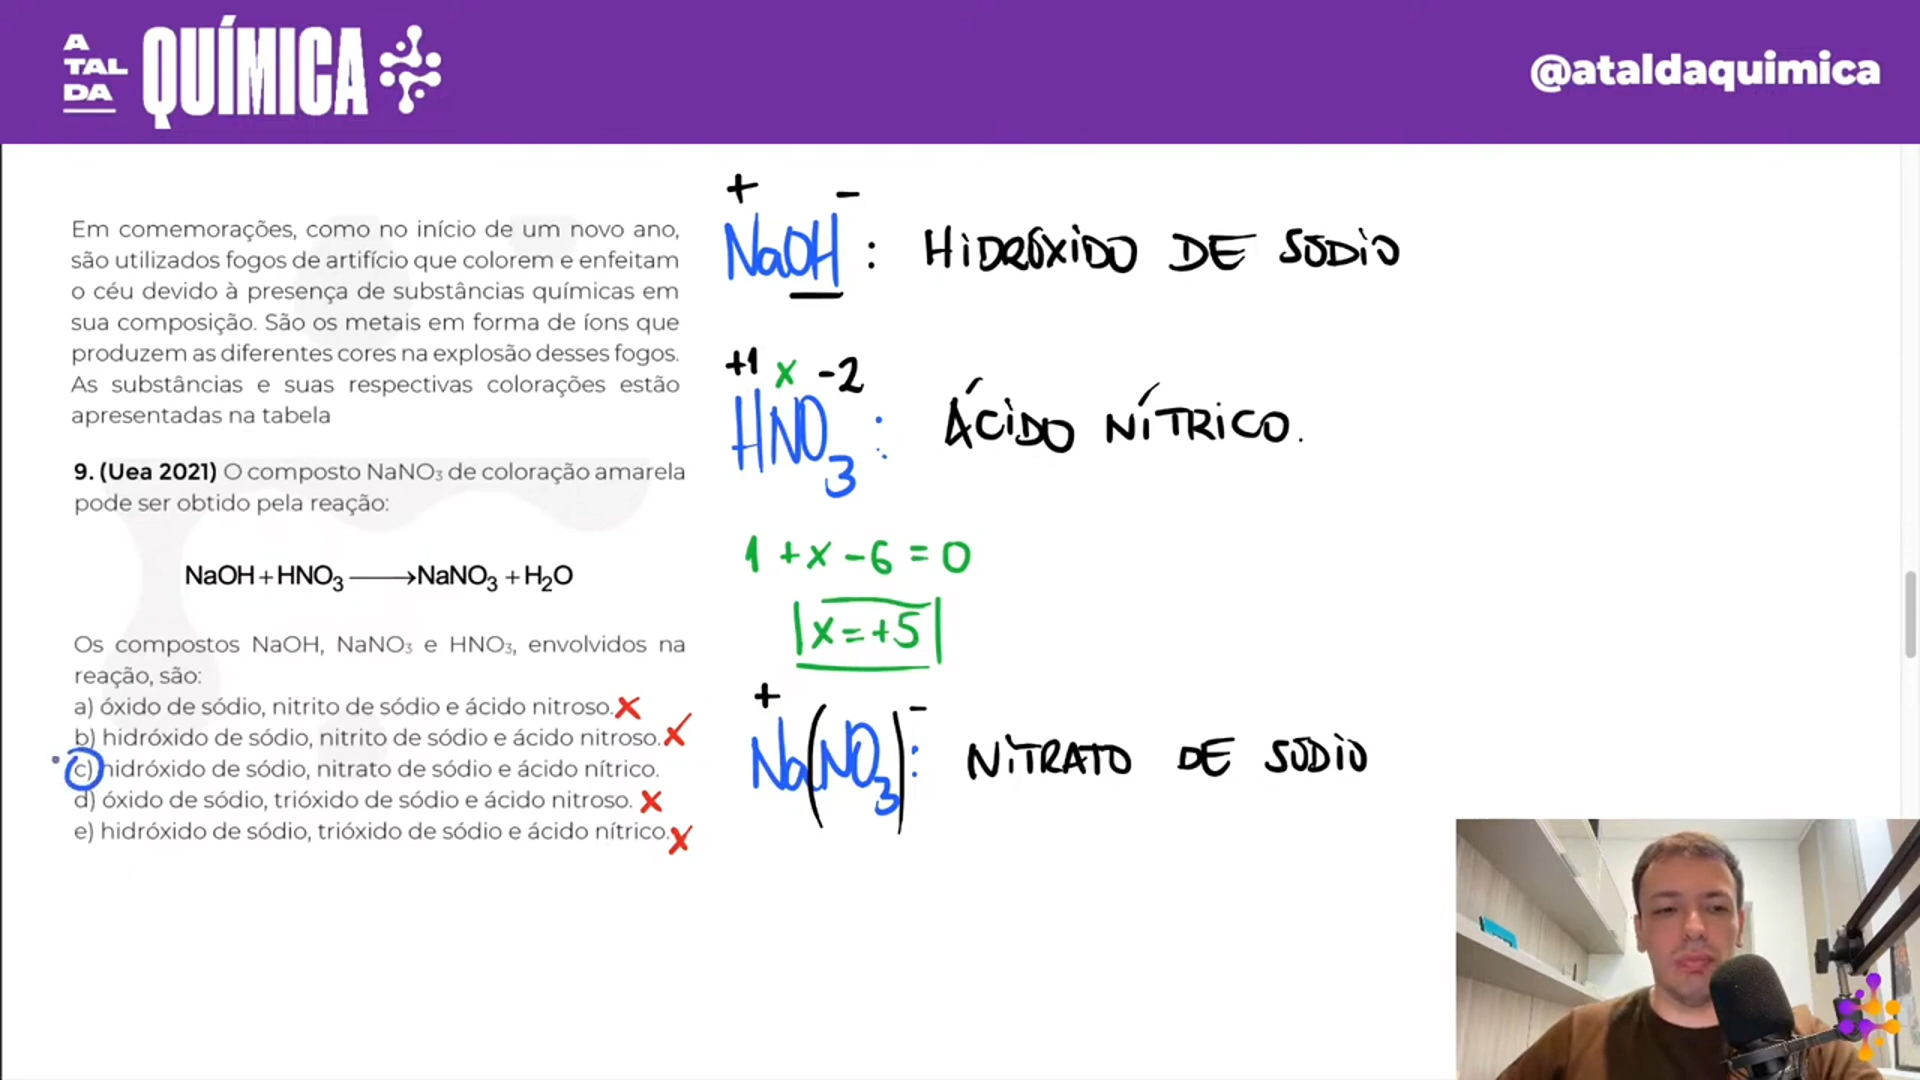 A
TAL
DA
QUÍMICA
@ataldaquimica
Em comemorações, como no início de um novo ano,
são utilizados fogos de artifício que colorem e enfeitam
o céu devido à presença de substâncias químicas em
sua composição. São os metais em forma de íons que
produzem as diferentes cores na explosão desses fogos.
As substâncias e suas respectivas colorações estão
apresentadas na tabela
9. (Uea 2021) O composto NaNO₃ de coloração amarela
pode ser obtido pela reação:
NaOH + HNO₃ ⟶ NaNO₃ + H₂O
Os compostos NaOH, NaNO₃ e HNO₃, envolvidos na
reação, são:
a) óxido de sódio, nitrito de sódio e ácido nitroso. X
b) hidróxido de sódio, nitrito de sódio e ácido nitroso. X
c) hidróxido de sódio, nitrato de sódio e ácido nítrico.
d) óxido de sódio, trióxido de sódio e ácido nitroso. X
e) hidróxido de sódio, trióxido de sódio e ácido nítrico. X
+ -
NaOH : HIDRÓXIDO DE SÓDIO
+1 x -2
HNO₃ : ÁCIDO NÍTRICO.
1 + x - 6 = 0
x = +5
+ -
Na(NO₃) : NITRATO DE SÓDIO